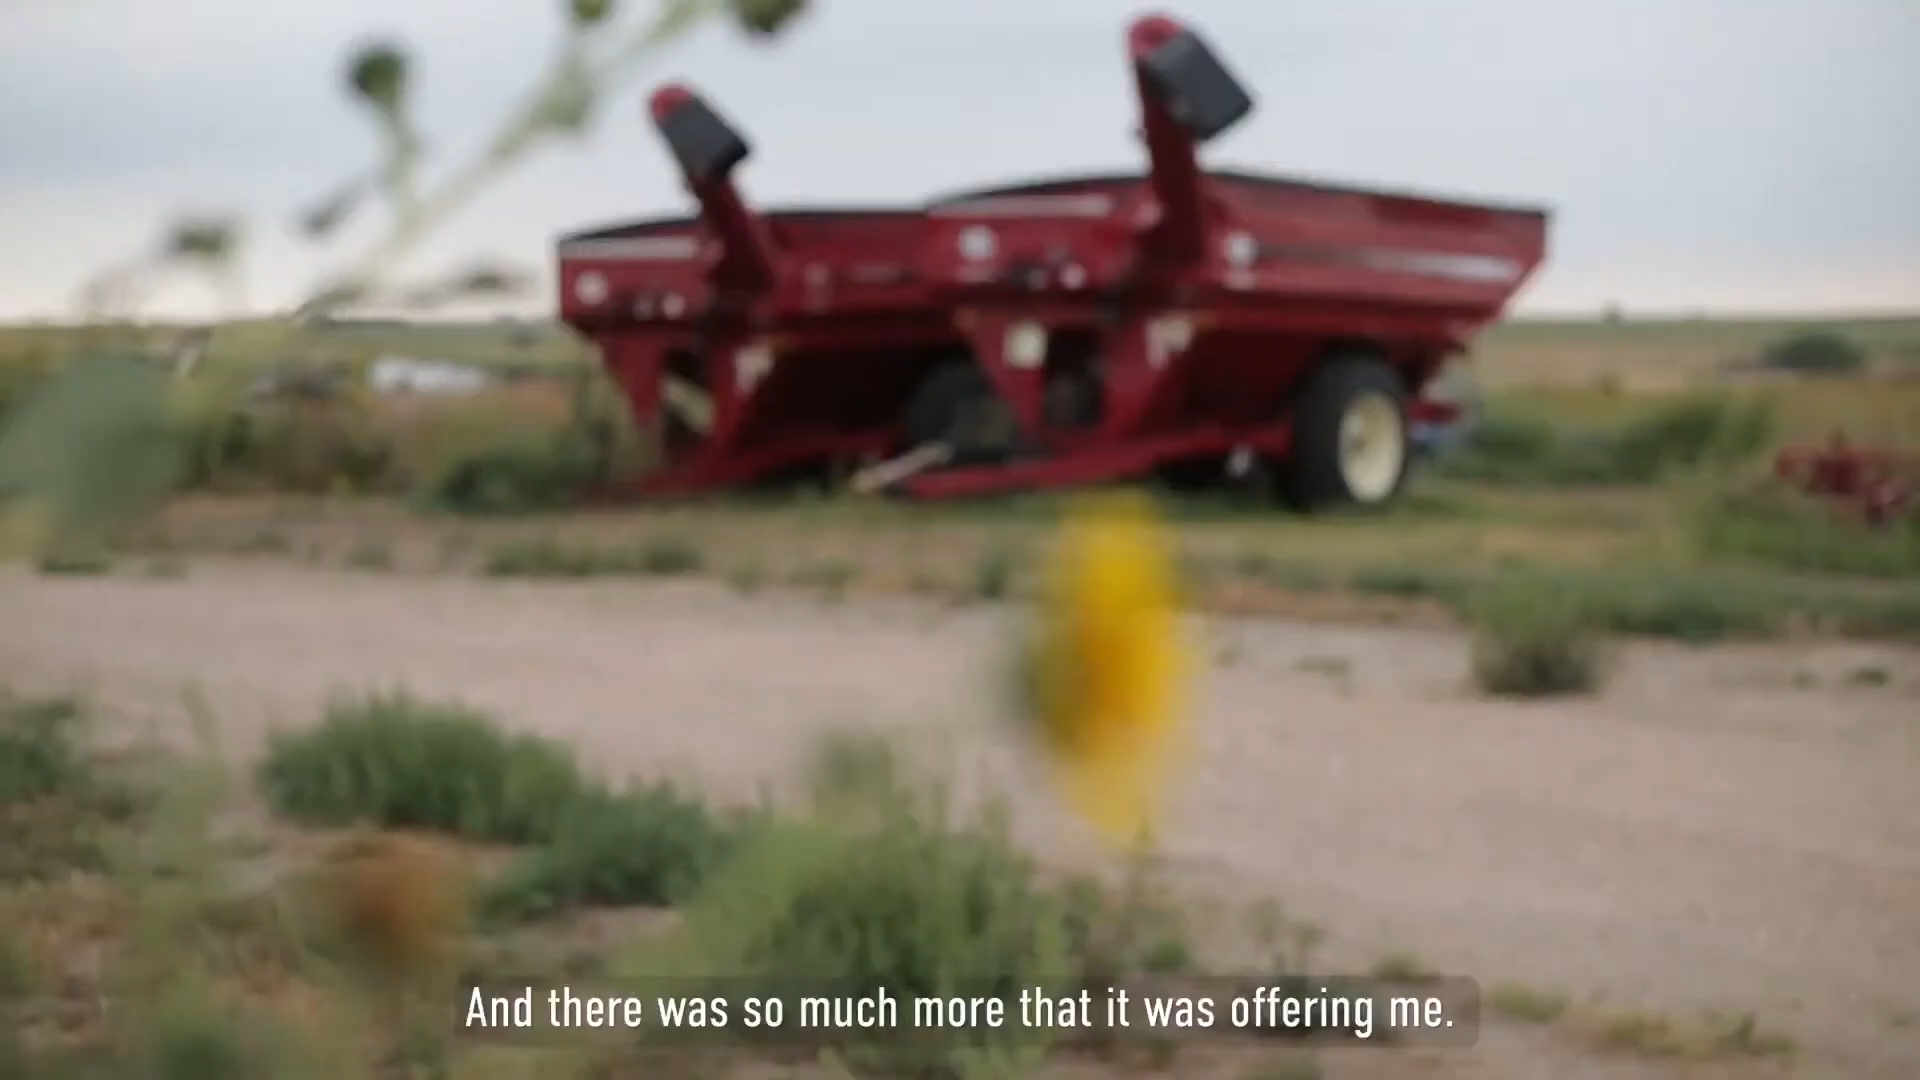 And there was so much more that it was offering me.